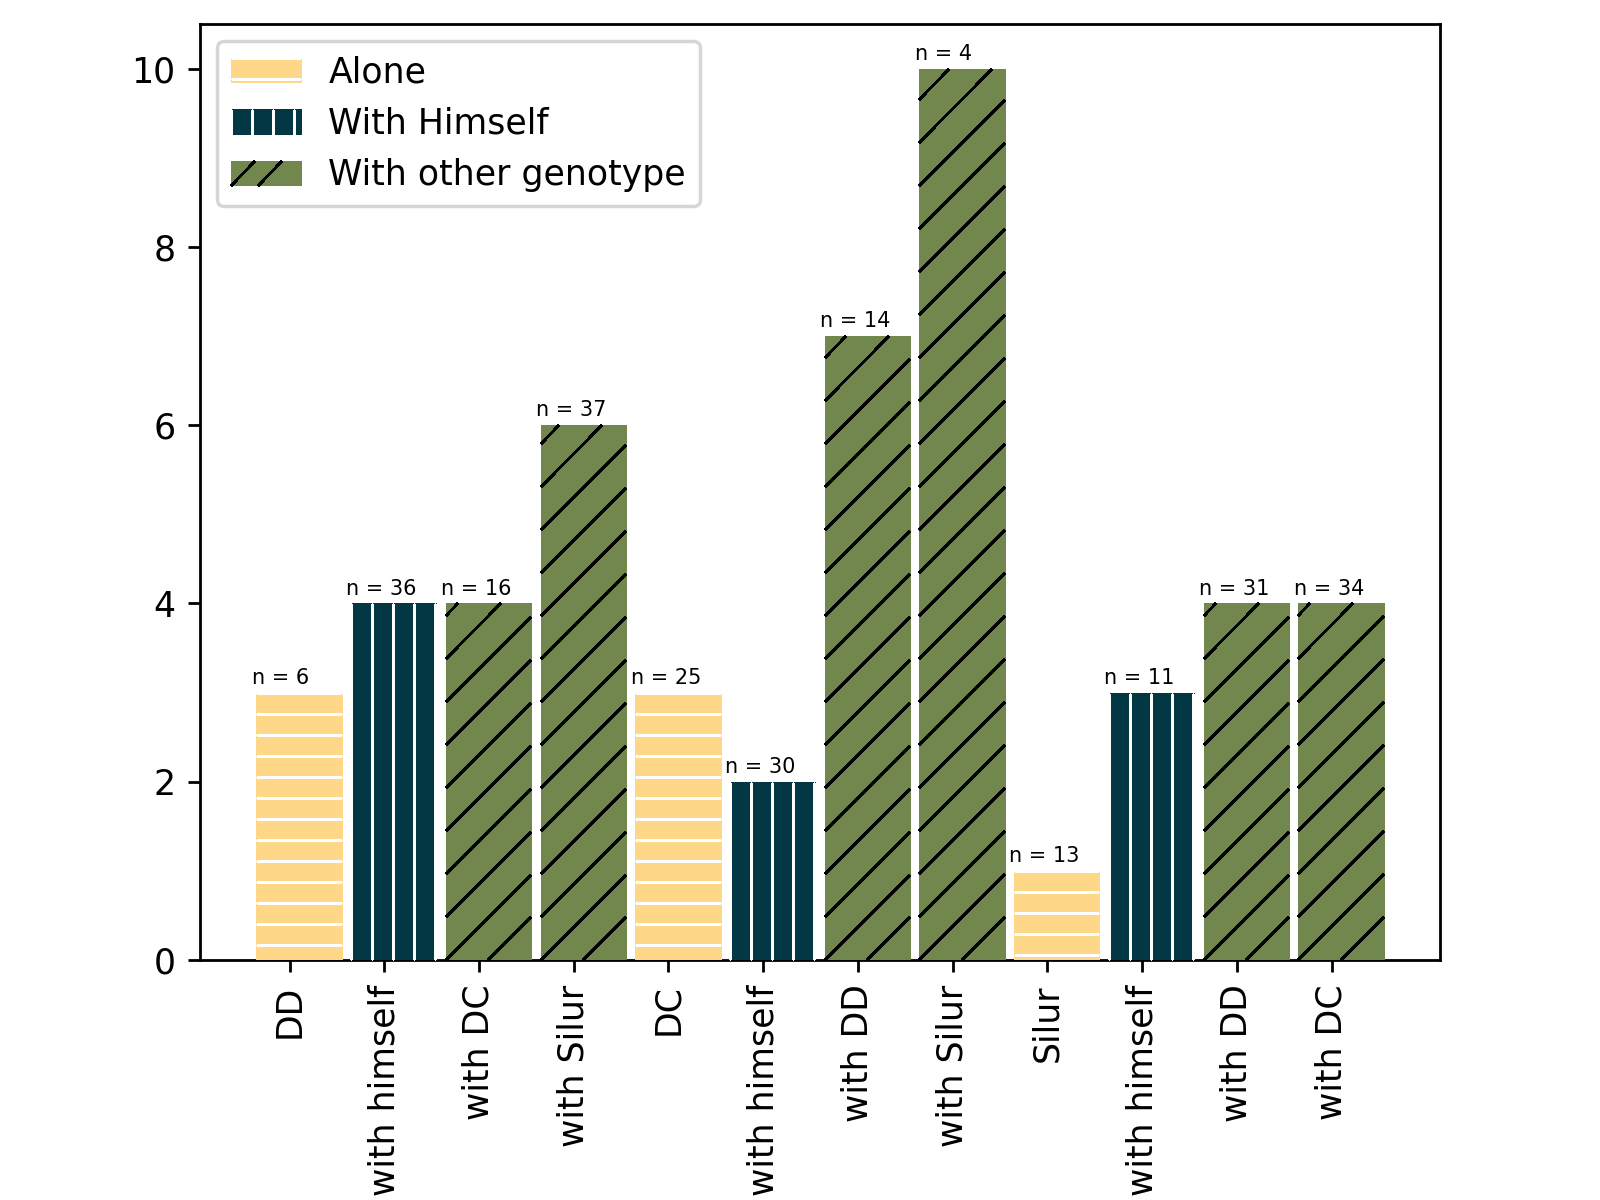 Alone
With Himself
With other genotype
10
8
6
4
2
0
n = 6
n = 36
n = 16
n = 37
n = 25
n = 30
n = 14
n = 4
n = 13
n = 11
n = 31
n = 34
DD
with himself
with DC
with Silur
DC
with himself
with DD
with Silur
Silur
with himself
with DD
with DC